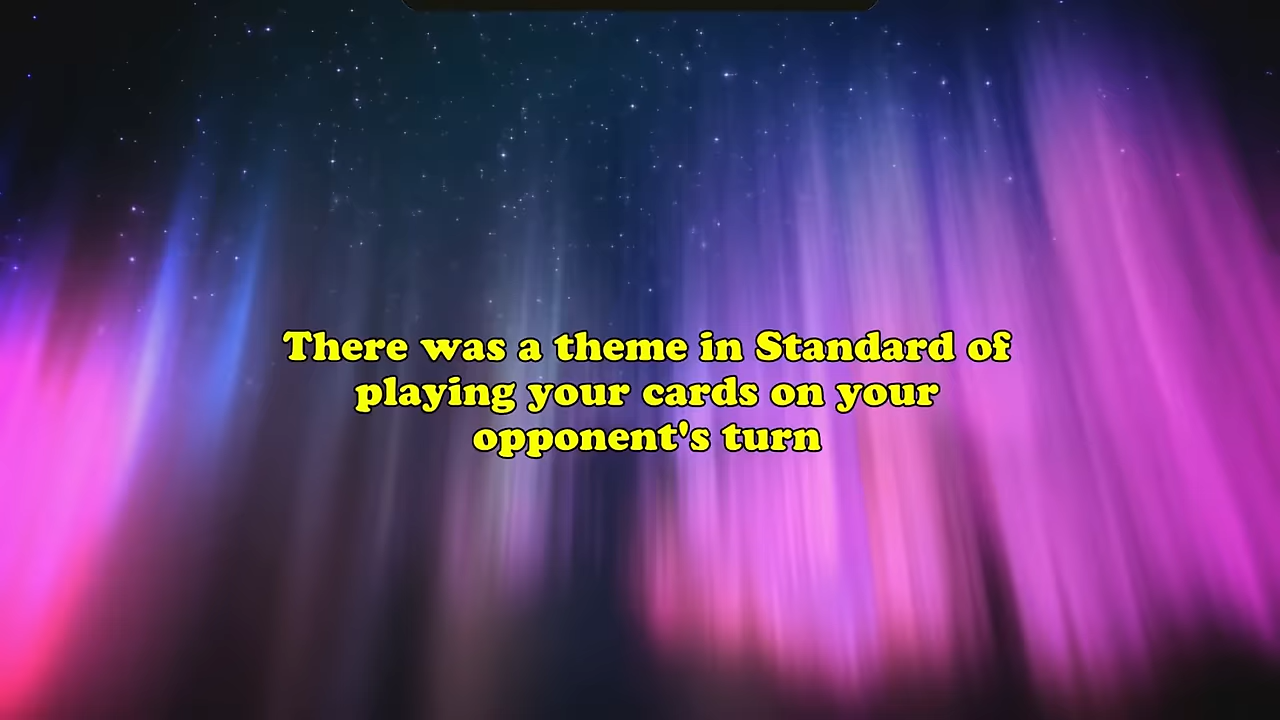 There was a theme in Standard of
playing your cards on your
opponent's turn